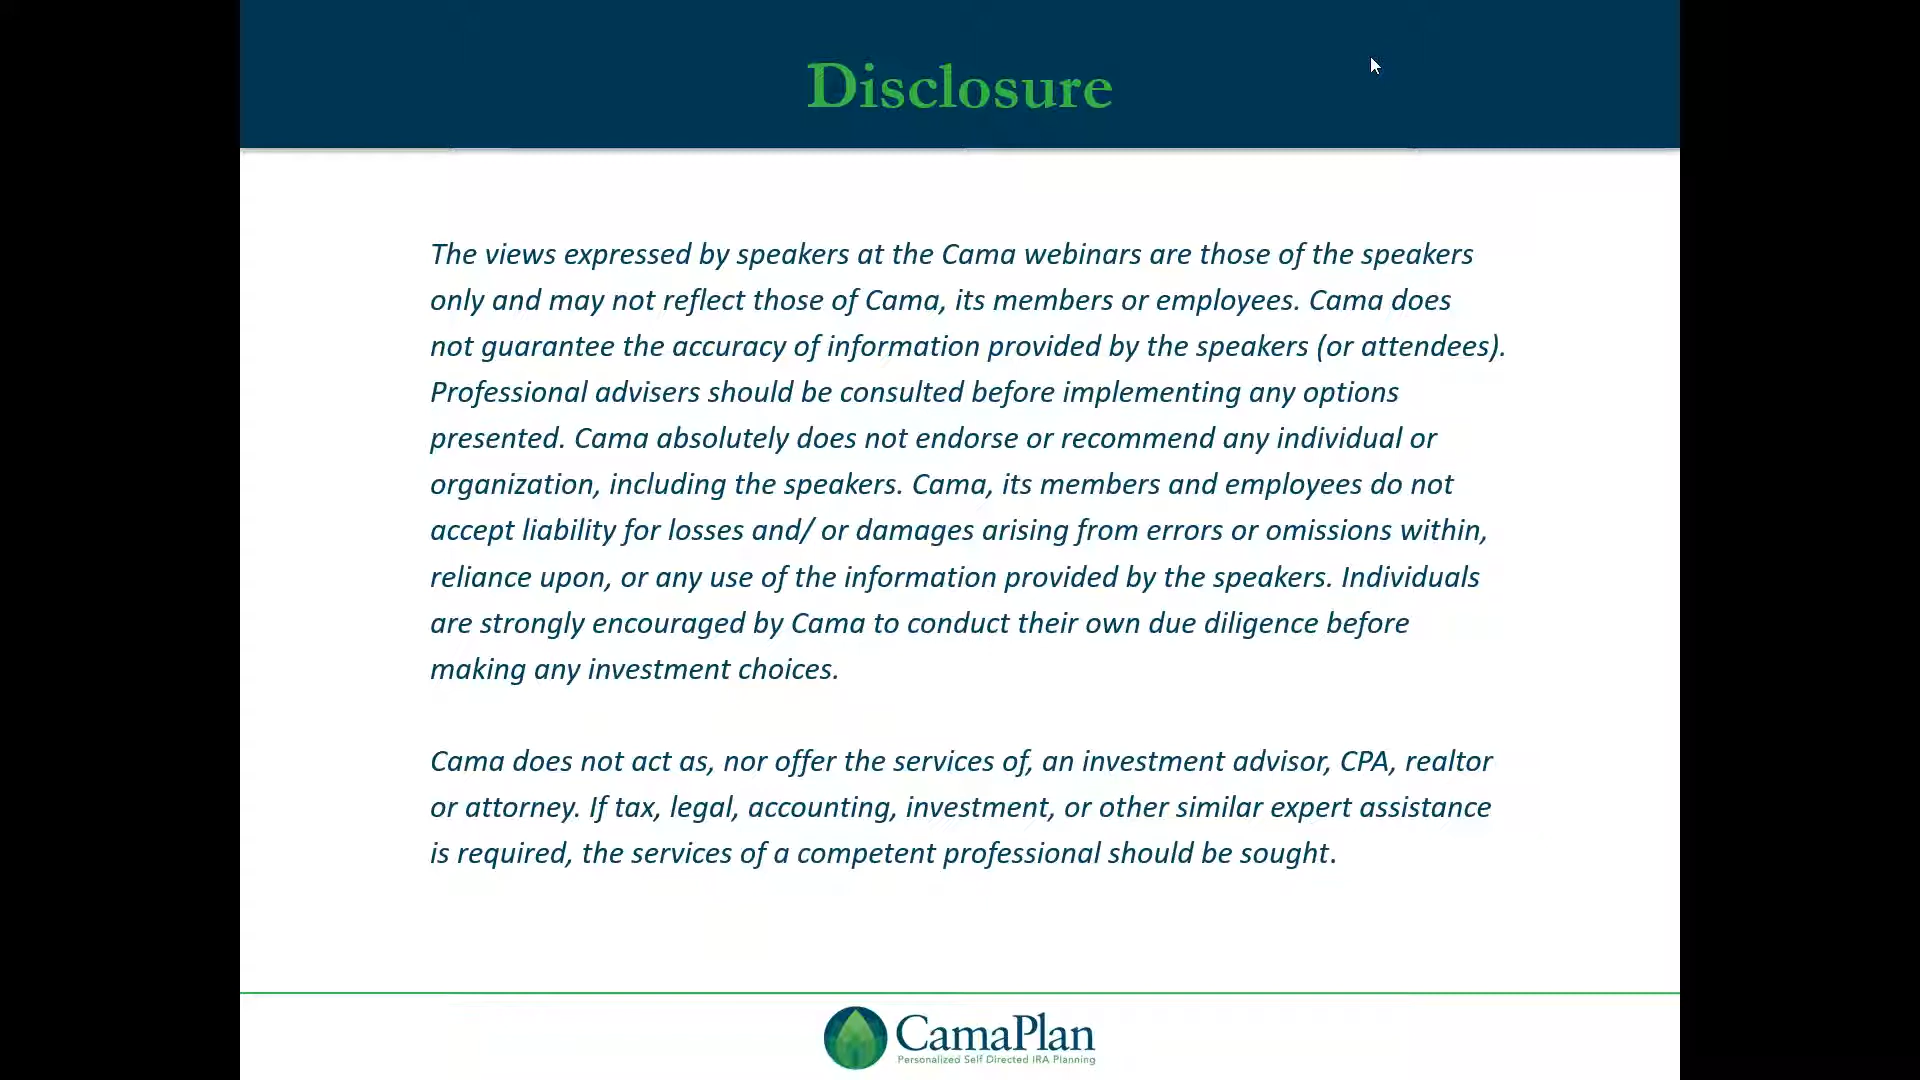 Disclosure
The views expressed by speakers at the Cama webinars are those of the speakers
only and may not reflect those of Cama, its members or employees. Cama does
not guarantee the accuracy of information provided by the speakers (or attendees).
Professional advisers should be consulted before implementing any options
presented. Cama absolutely does not endorse or recommend any individual or
organization, including the speakers. Cama, its members and employees do not
accept liability for losses and/ or damages arising from errors or omissions within,
reliance upon, or any use of the information provided by the speakers. Individuals
are strongly encouraged by Cama to conduct their own due diligence before
making any investment choices.
Cama does not act as, nor offer the services of, an investment advisor, CPA, realtor
or attorney. If tax, legal, accounting, investment, or other similar expert assistance
is required, the services of a competent professional should be sought.
CamaPlan
Personalized Self Directed IRA Planning